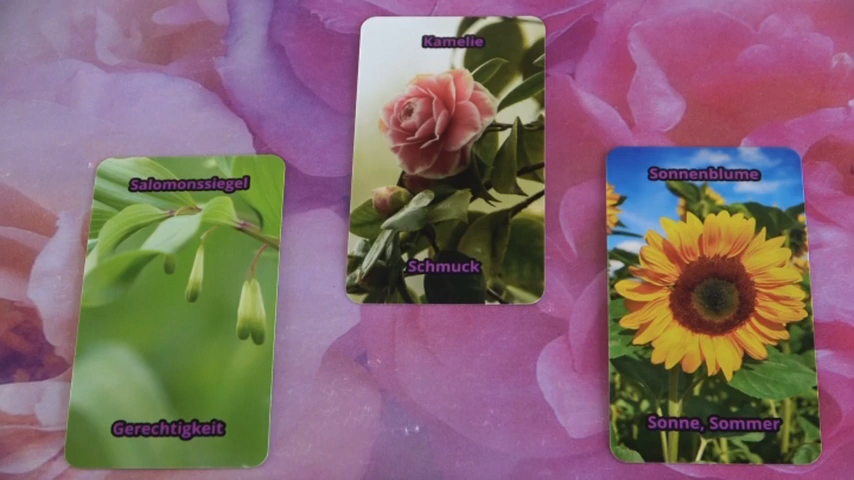 Salomonssiegel
Gerechtigkeit
Kamelie
Schmuck
Sonnenblume
Sonne, Sommer